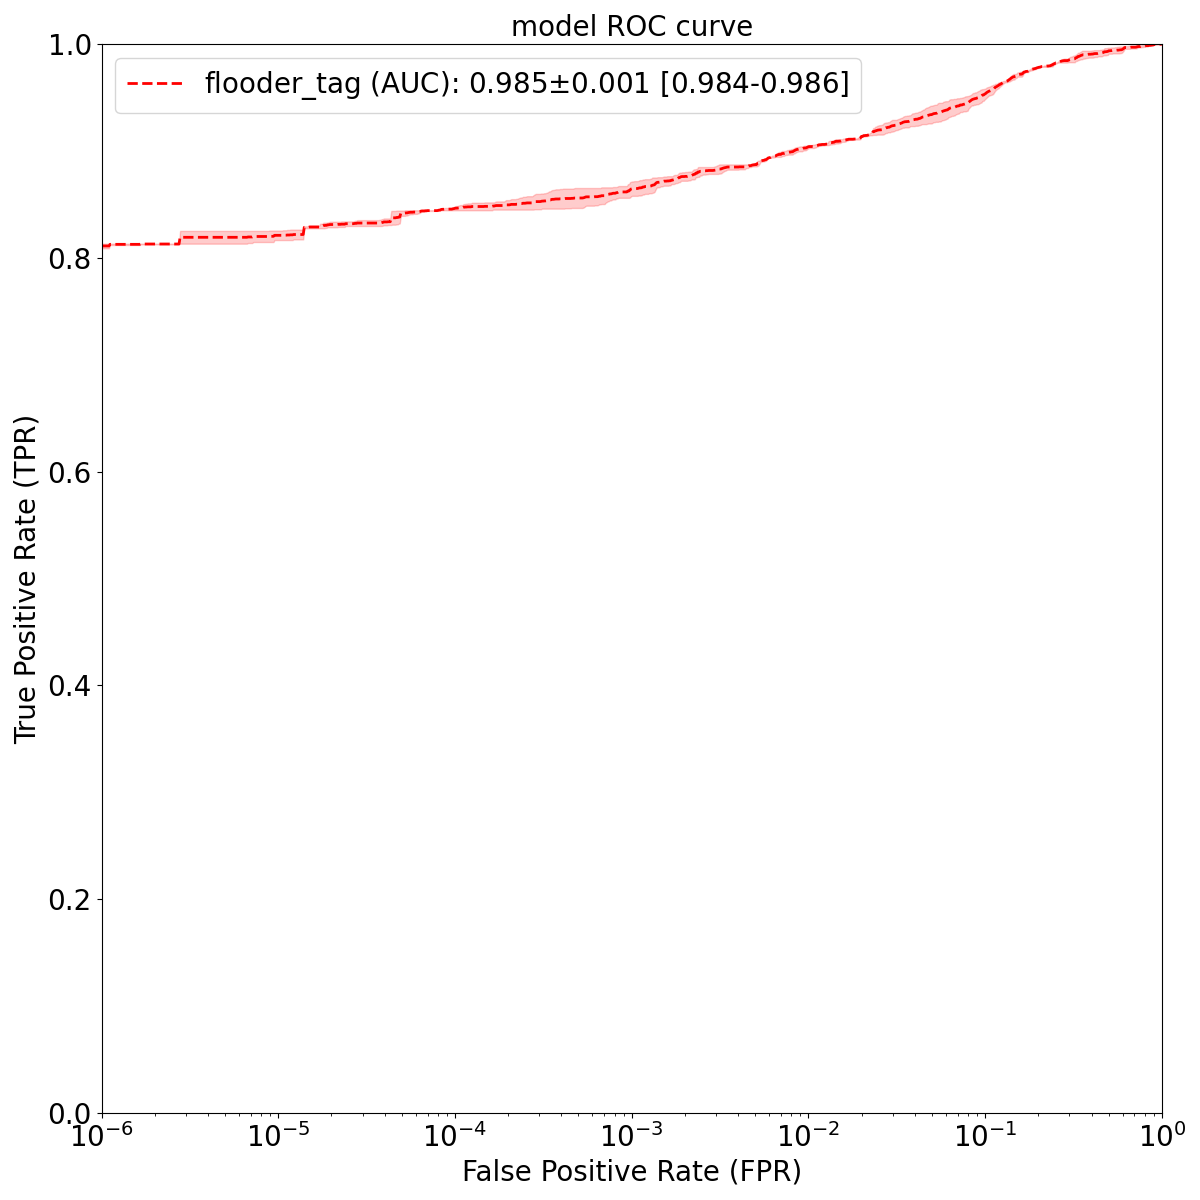 model ROC curve
flooder_tag (AUC): 0.985±0.001 [0.984-0.986]
True Positive Rate (TPR)
1.0
0.8
0.6
0.4
0.2
0.0
10⁻⁶ 10⁻⁵ 10⁻⁴ 10⁻³ 10⁻² 10⁻¹ 10⁰
False Positive Rate (FPR)